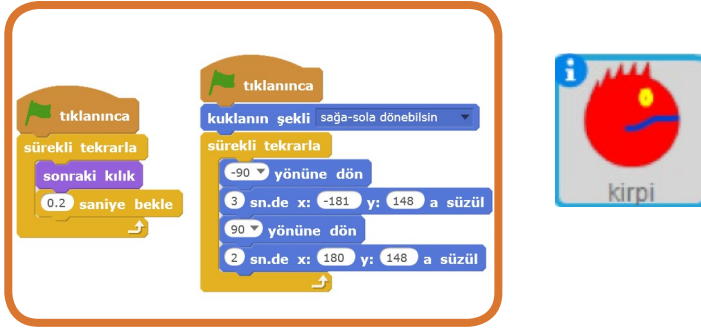 tıklanınca
sürekli tekrarla
sonraki kılık
0.2 saniye bekle
tıklanınca
kuklanın şekli sağa-sola dönebilsin
sürekli tekrarla
-90 yönüne dön
3 sn.de x: -181 y: 148 a süzül
90 yönüne dön
2 sn.de x: 180 y: 148 a süzül
i
kirpi